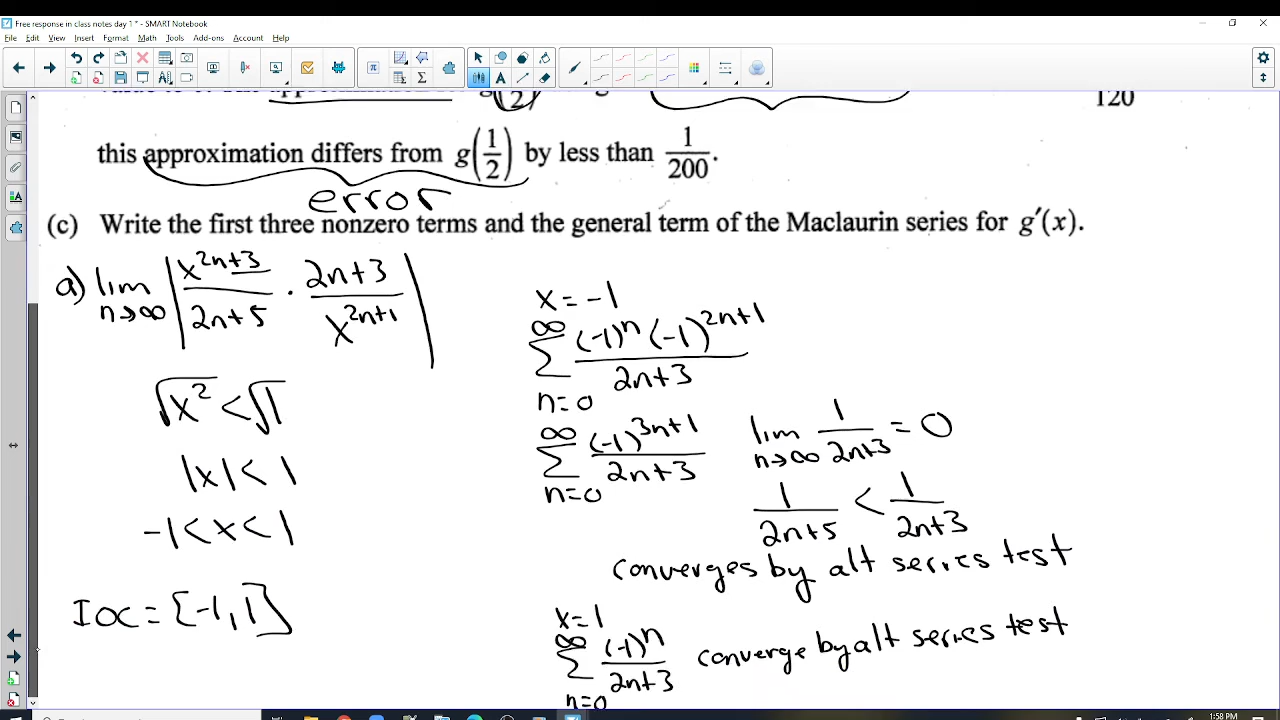 Free response in class notes day 1 * - SMART Notebook
File Edit View Insert Format Math Tools Add-ons Account Help
120
this approximation differs from g(1/2) by less than 1/200.
error
(c) Write the first three nonzero terms and the general term of the Maclaurin series for g′(x).
a) lim n→∞ | x^(2n+3)/(2n+5) · (2n+3)/x^(2n+1) |
√x² < √1
|x| < 1
-1 < x < 1
IOC = [-1, 1]
x = -1
∞ Σ n=0 (-1)^n (-1)^(2n+1) / 2n+3
∞ Σ n=0 (-1)^(3n+1) / 2n+3
lim n→∞ 1/(2n+3) = 0
1/(2n+5) < 1/(2n+3)
converges by alt series test
x=1
∞ Σ n=0 (-1)^n / 2n+3 converge by alt series test
1:58 PM